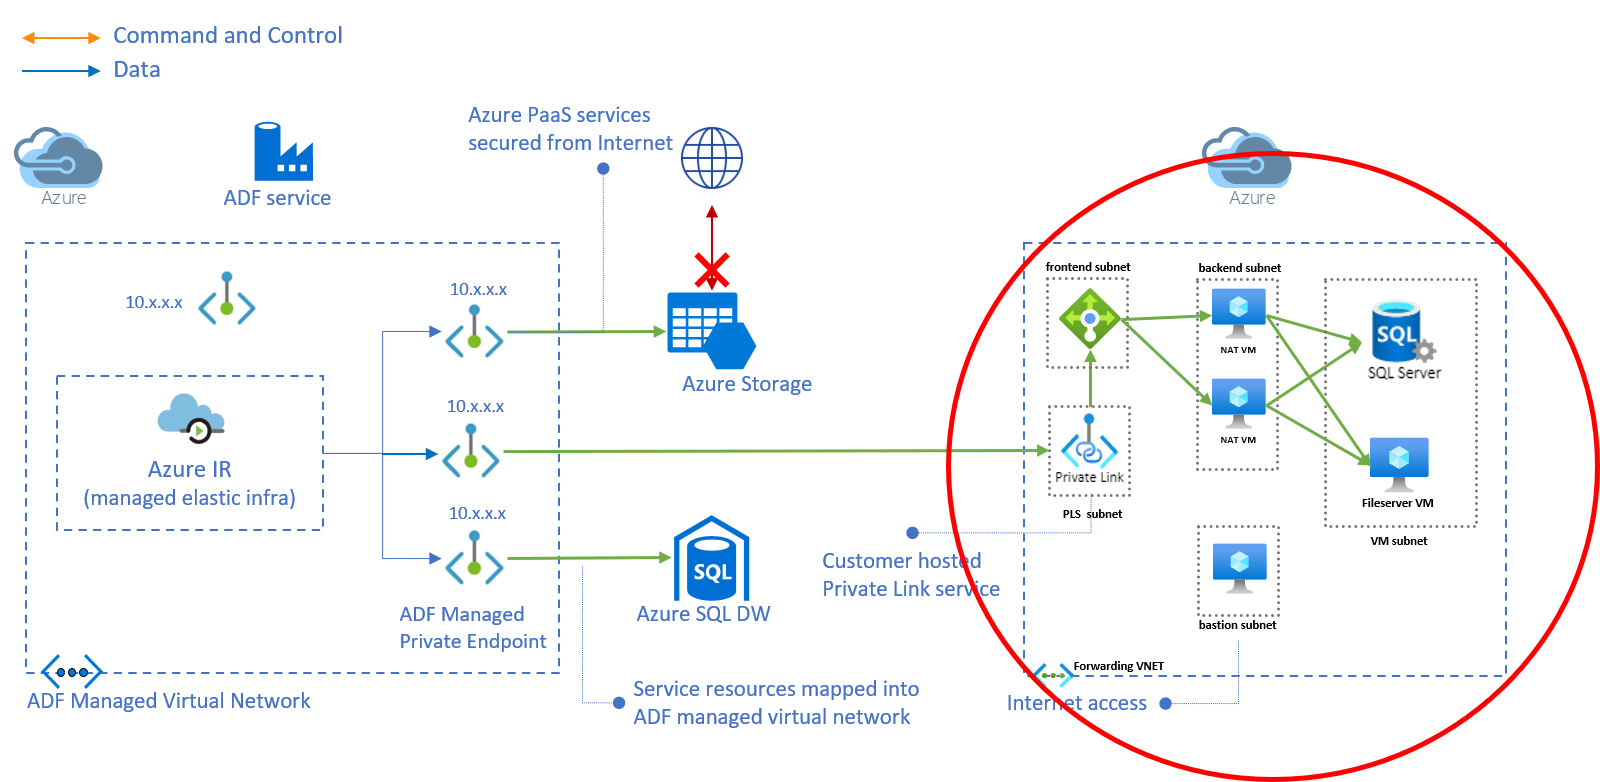 Command and Control
Data
Azure PaaS services
secured from Internet
Azure
ADF service
Azure
10.x.x.x
10.x.x.x
Azure Storage
10.x.x.x
Azure IR
(managed elastic infra)
10.x.x.x
ADF Managed
Private Endpoint
SQL
Azure SQL DW
ADF Managed Virtual Network
Service resources mapped into
ADF managed virtual network
Customer hosted
Private Link service
frontend subnet
backend subnet
NAT VM
NAT VM
SQL
SQL Server
Private Link
PLS subnet
Fileserver VM
VM subnet
bastion subnet
Forwarding VNET
Internet access